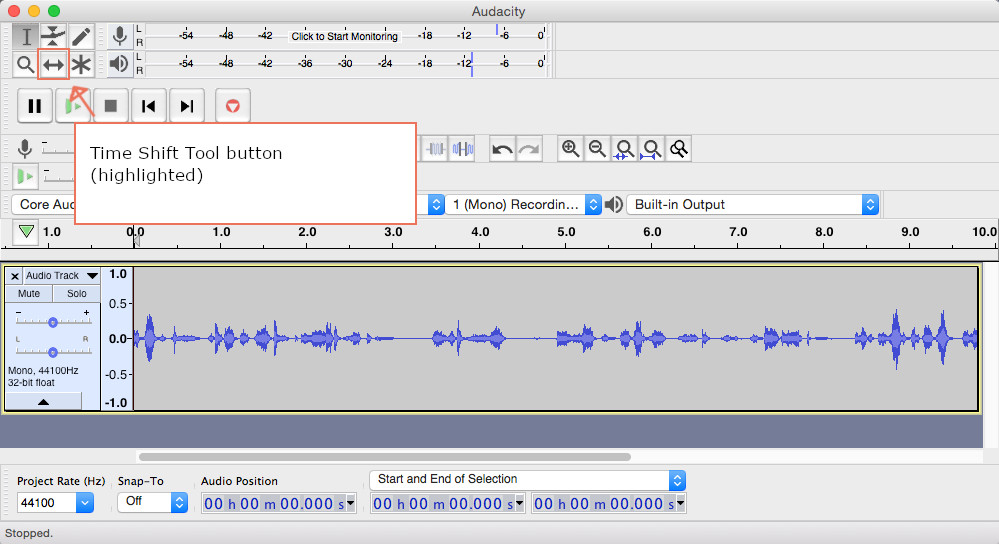 Audacity
L
R
-54 -48 -42 Click to Start Monitoring -18 -12 -6 0
L
R
-54 -48 -42 -36 -30 -24 -18 -12 -6 0
Time Shift Tool button
(highlighted)
Core Au
1 (Mono) Recordin...
Built-in Output
1.0 0.0 1.0 2.0 3.0 4.0 5.0 6.0 7.0 8.0 9.0 10.0
Audio Track
Mute Solo
- +
L R
Mono, 44100Hz
32-bit float
1.0
0.5-
0.0-
-0.5-
-1.0
Project Rate (Hz)
44100
Snap-To
Off
Audio Position
00 h 00 m 00.000 s
Start and End of Selection
00 h 00 m 00.000 s 00 h 00 m 00.000 s
Stopped.